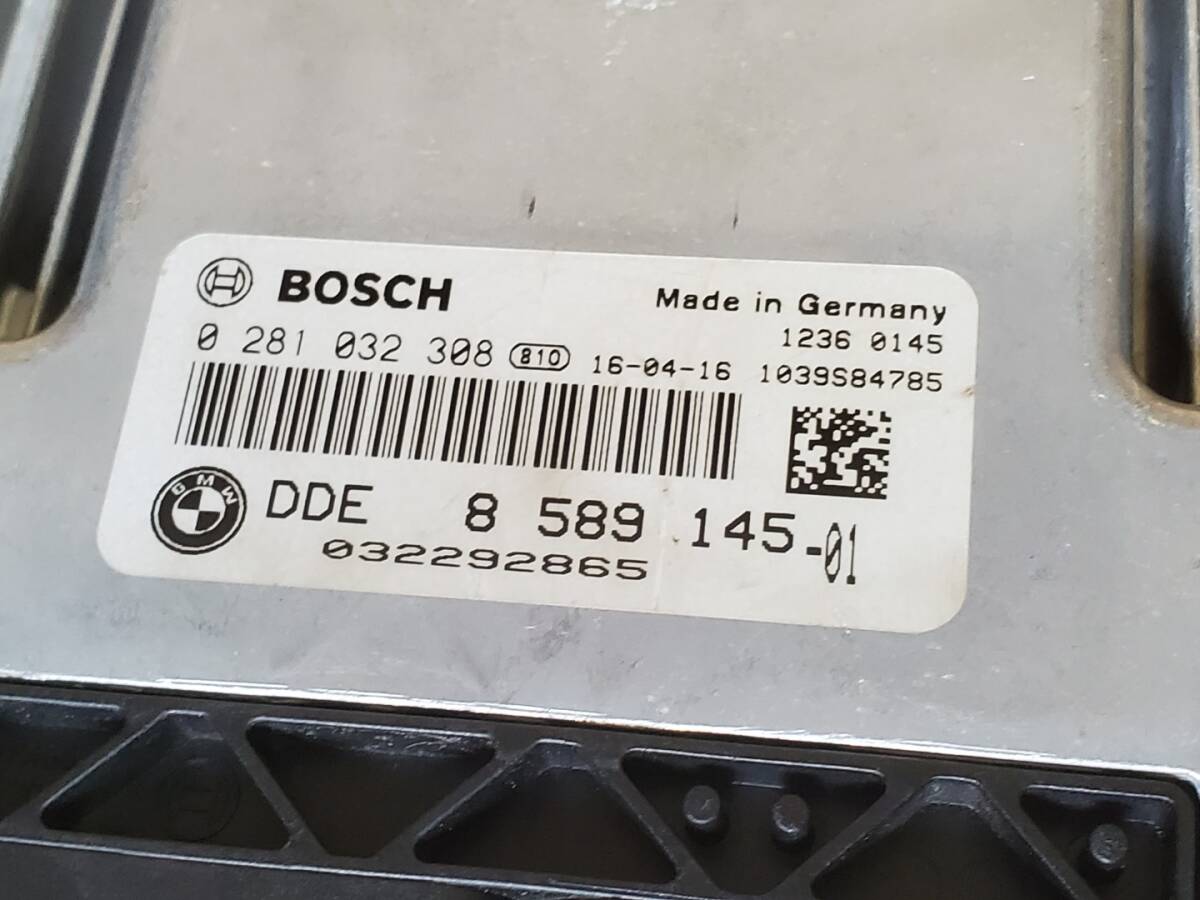 BOSCH
Made in Germany
1236 0145
0 281 032 308 810 16-04-16 1039S84785
BMW DDE 8 589 145-01
032292865